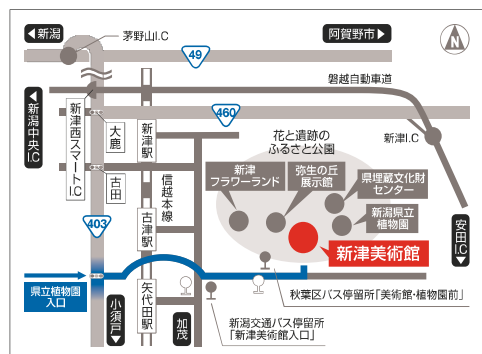 ◀新潟
茅野山I.C
49
阿賀野市▶
N
磐越自動車道
◀新潟中央I.C
新津西スマートI.C
大鹿
新津駅
460
花と遺跡の
ふるさと公園
新津I.C
古田
信越本線
新津
フラワーランド
弥生の丘
展示館
県埋蔵文化財
センター
新潟県立
植物園
403
古津駅
新津美術館
安田I.C▶
県立植物園
入口
小須戸▶
矢代田駅
加茂
秋葉区バス停留所「美術館・植物園前」
新潟交通バス停留所
「新津美術館入口」